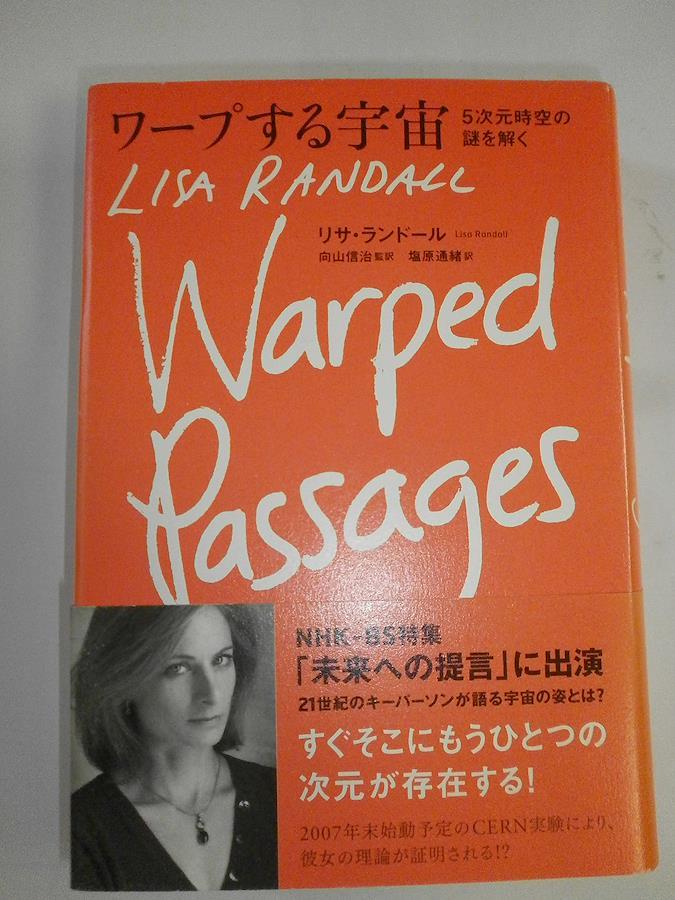 ワープする宇宙
5次元時空の
謎を解く
LISA RANDALL
リサ・ランドール Lisa Randall
向山信治 監訳 塩原通緒 訳
Warped
Passages
NHK-BS特集
「未来への提言」に出演
21世紀のキーパーソンが語る宇宙の姿とは?
すぐそこにもうひとつの
次元が存在する!
2007年末始動予定のCERN実験により、
彼女の理論が証明される!?